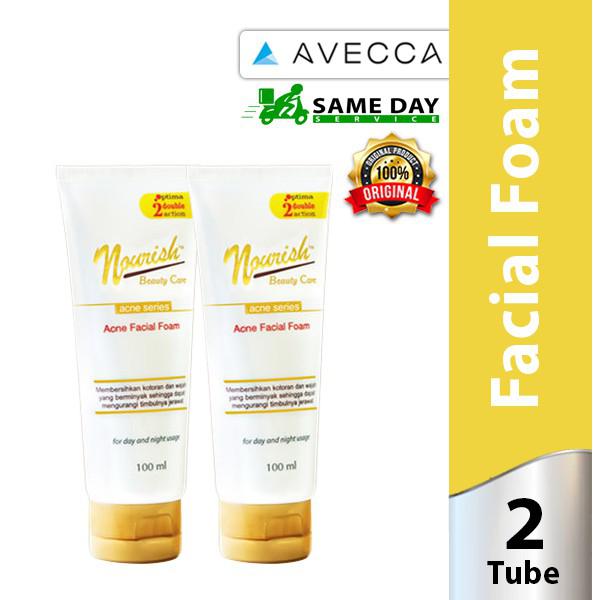 AVECCA
SAME DAY
SERVICE
ORIGINAL PRODUCT
100%
ORIGINAL
Facial Foam
2
Tube
optima
2 double
action
Nourish™
Beauty Care
acne series
Acne Facial Foam
Membersihkan kotoran dan wajah
yang berminyak sehingga dapat
mengurangi timbulnya jerawat
for day and night usage
100 ml
optima
2 double
action
Nourish™
Beauty Care
acne series
Acne Facial Foam
Membersihkan kotoran dan wajah
yang berminyak sehingga dapat
mengurangi timbulnya jerawat
for day and night usage
100 ml